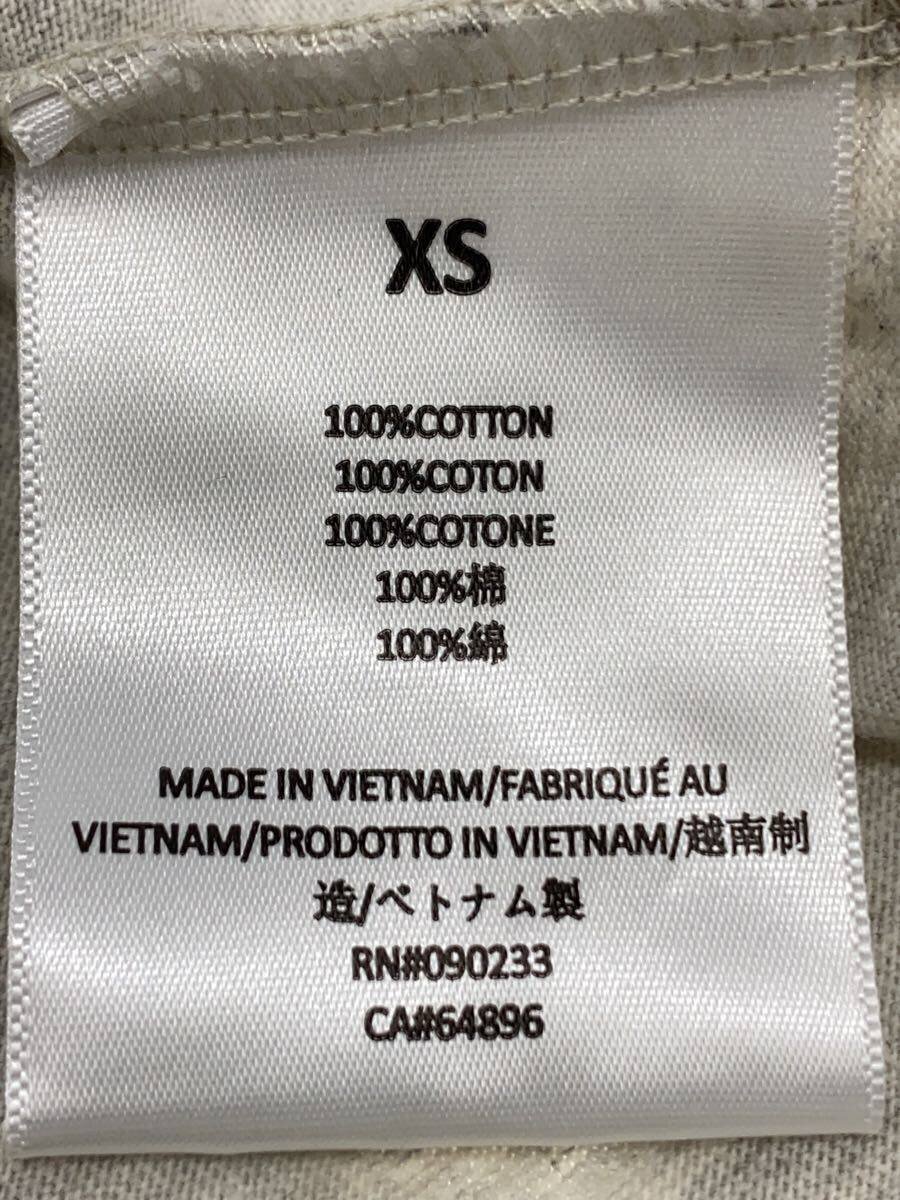 XS
100%COTTON
100%COTON
100%COTONE
100%棉
100%綿
MADE IN VIETNAM/FABRIQUÉ AU
VIETNAM/PRODOTTO IN VIETNAM/越南制
造/ベトナム製
RN#090233
CA#64896